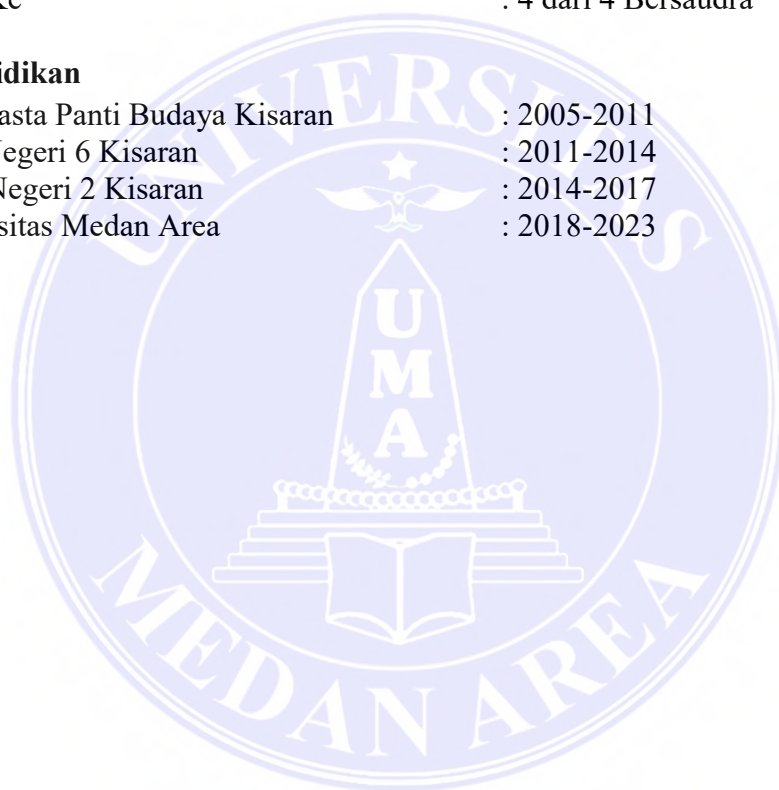 Ke : 4 dari 4 Bersaudra
idikan
asta Panti Budaya Kisaran : 2005-2011
Negeri 6 Kisaran : 2011-2014
Negeri 2 Kisaran : 2014-2017
sitas Medan Area : 2018-2023
UNIVERSITAS
U
M
A
MEDAN AREA